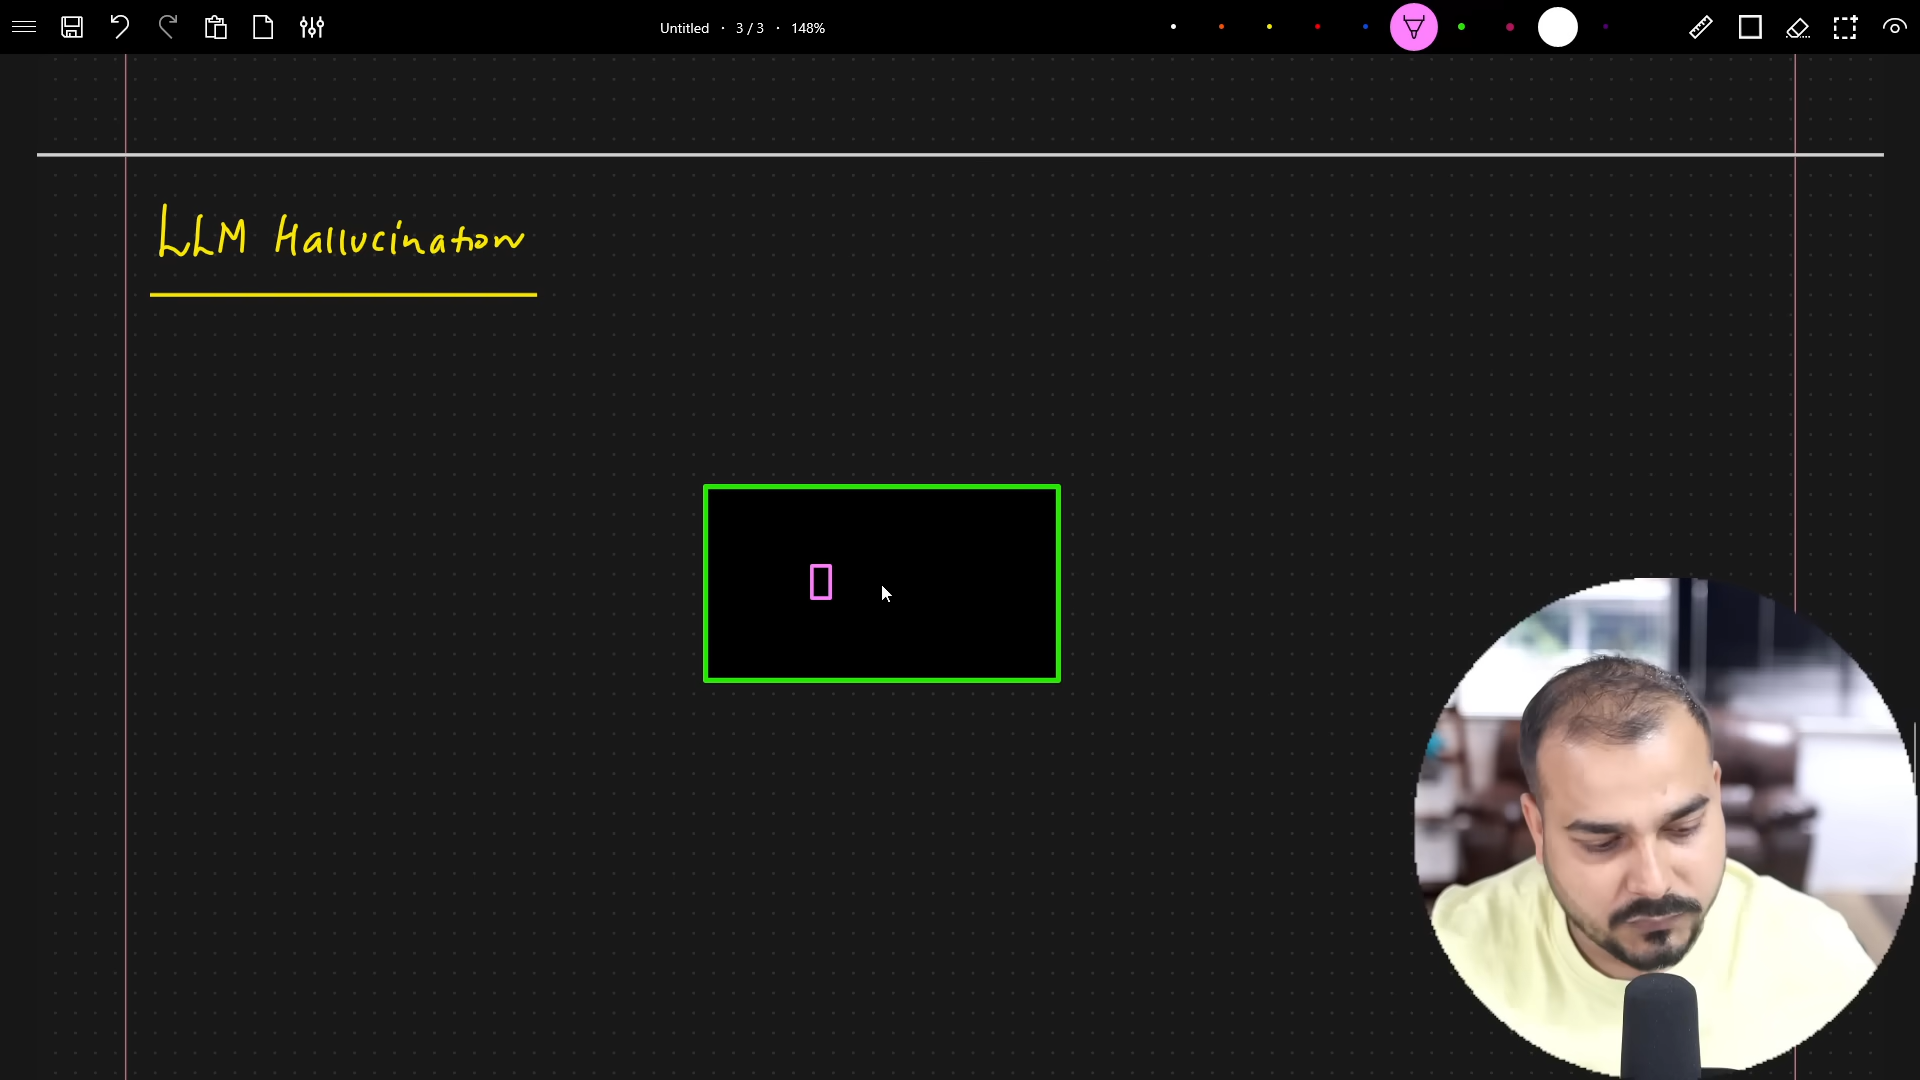 Untitled · 3 / 3 · 148%
LLM Hallucination